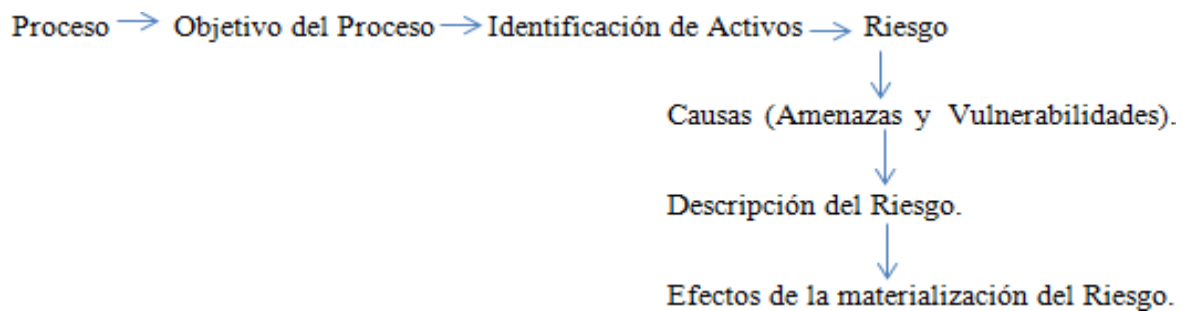 Proceso Objetivo del Proceso Identificación de Activos Riesgo
Causas (Amenazas y Vulnerabilidades).
Descripción del Riesgo.
Efectos de la materialización del Riesgo.